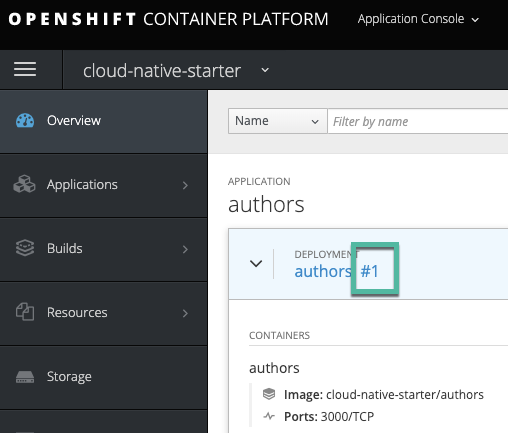 OPENSHIFT CONTAINER PLATFORM
Application Console
cloud-native-starter
Overview
Applications
Builds
Resources
Storage
Name
Filter by name
APPLICATION
authors
DEPLOYMENT
authors #1
CONTAINERS
authors
Image: cloud-native-starter/authors
Ports: 3000/TCP